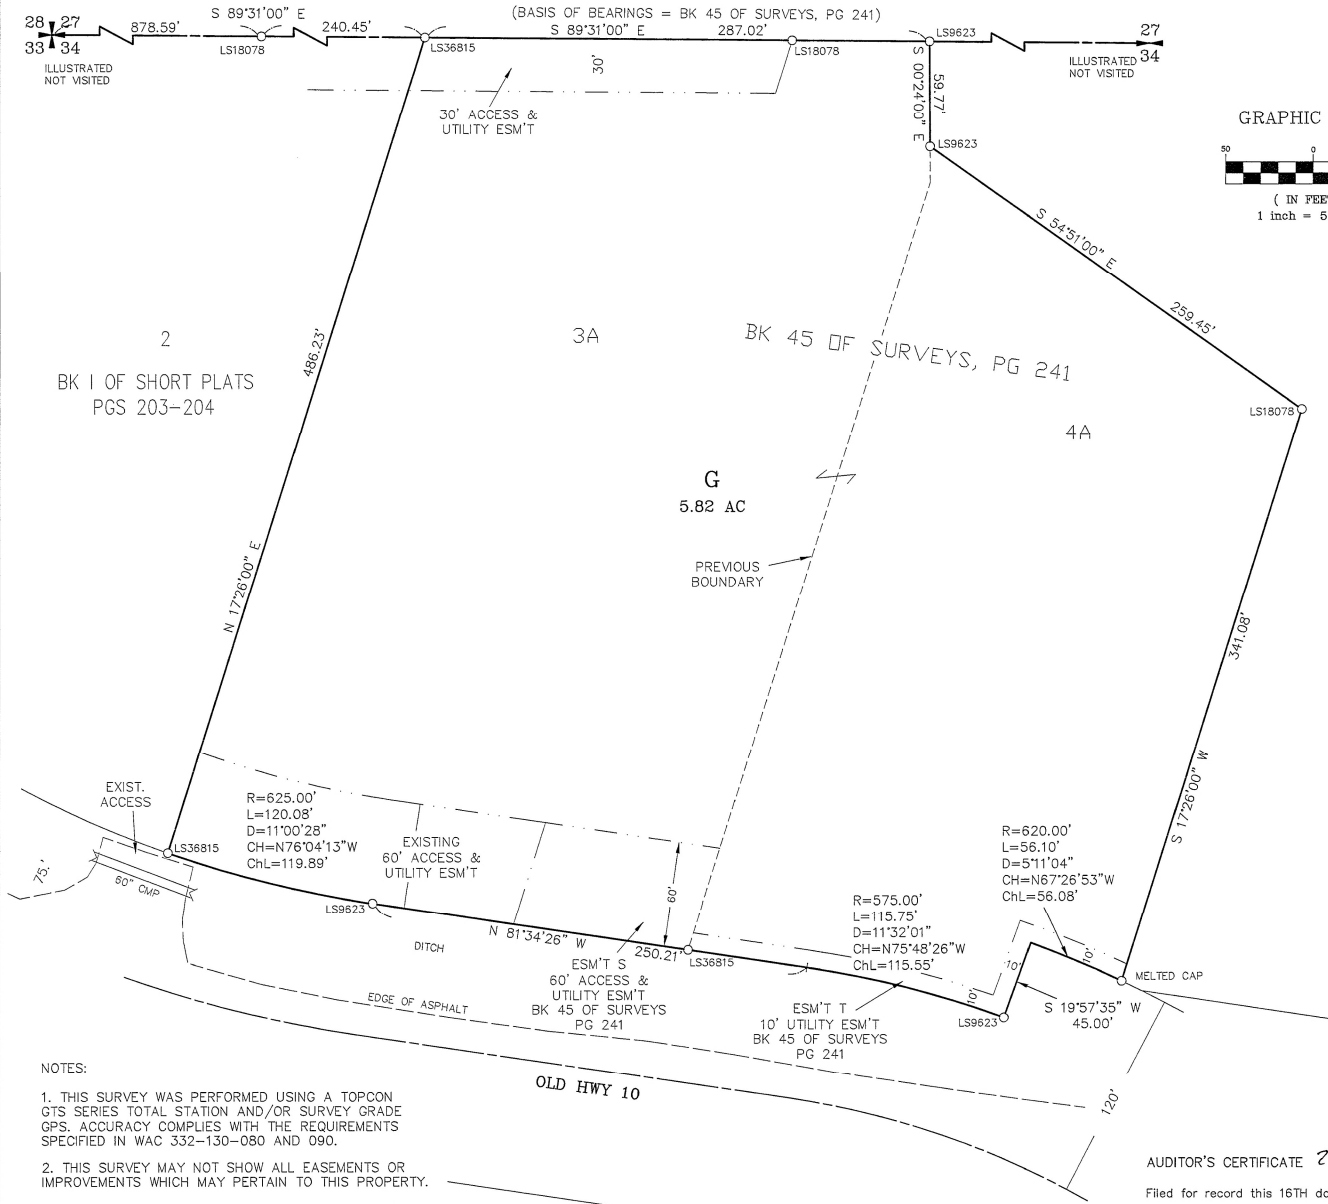 S 89°31'00" E
(BASIS OF BEARINGS = BK 45 OF SURVEYS, PG 241)
28 27
33 34
878.59'
240.45'
S 89°31'00" E
287.02'
LS18078
LS36815
LS18078
LS9623
27
34
ILLUSTRATED
NOT VISITED
ILLUSTRATED
NOT VISITED
30'
30' ACCESS &
UTILITY ESM'T
S 00°24'00" E
59.77'
LS9623
GRAPHIC
50 0
( IN FEE
1 inch = 5
S 54°51'00" E
259.45'
LS18078
2
BK I OF SHORT PLATS
PGS 203-204
486.23'
N 17°26'00" E
3A
BK 45 OF SURVEYS, PG 241
4A
G
5.82 AC
PREVIOUS
BOUNDARY
341.08'
S 17°26'00" W
EXIST.
ACCESS
LS36815
75.'
60" CMP
R=625.00'
L=120.08'
D=11°00'28"
CH=N76°04'13"W
ChL=119.89'
EXISTING
60' ACCESS &
UTILITY ESM'T
LS9623
DITCH
N 81°34'26" W
250.21'
60'
LS36815
ESM'T S
60' ACCESS &
UTILITY ESM'T
BK 45 OF SURVEYS
PG 241
R=575.00'
L=115.75'
D=11°32'01"
CH=N75°48'26"W
ChL=115.55'
ESM'T T
10' UTILITY ESM'T
BK 45 OF SURVEYS
PG 241
R=620.00'
L=56.10'
D=5°11'04"
CH=N67°26'53"W
ChL=56.08'
10'
10'
10'
LS9623
MELTED CAP
S 19°57'35" W
45.00'
EDGE OF ASPHALT
OLD HWY 10
120'
NOTES:
1. THIS SURVEY WAS PERFORMED USING A TOPCON
GTS SERIES TOTAL STATION AND/OR SURVEY GRADE
GPS. ACCURACY COMPLIES WITH THE REQUIREMENTS
SPECIFIED IN WAC 332-130-080 AND 090.
2. THIS SURVEY MAY NOT SHOW ALL EASEMENTS OR
IMPROVEMENTS WHICH MAY PERTAIN TO THIS PROPERTY.
AUDITOR'S CERTIFICATE 2
Filed for record this 16TH da